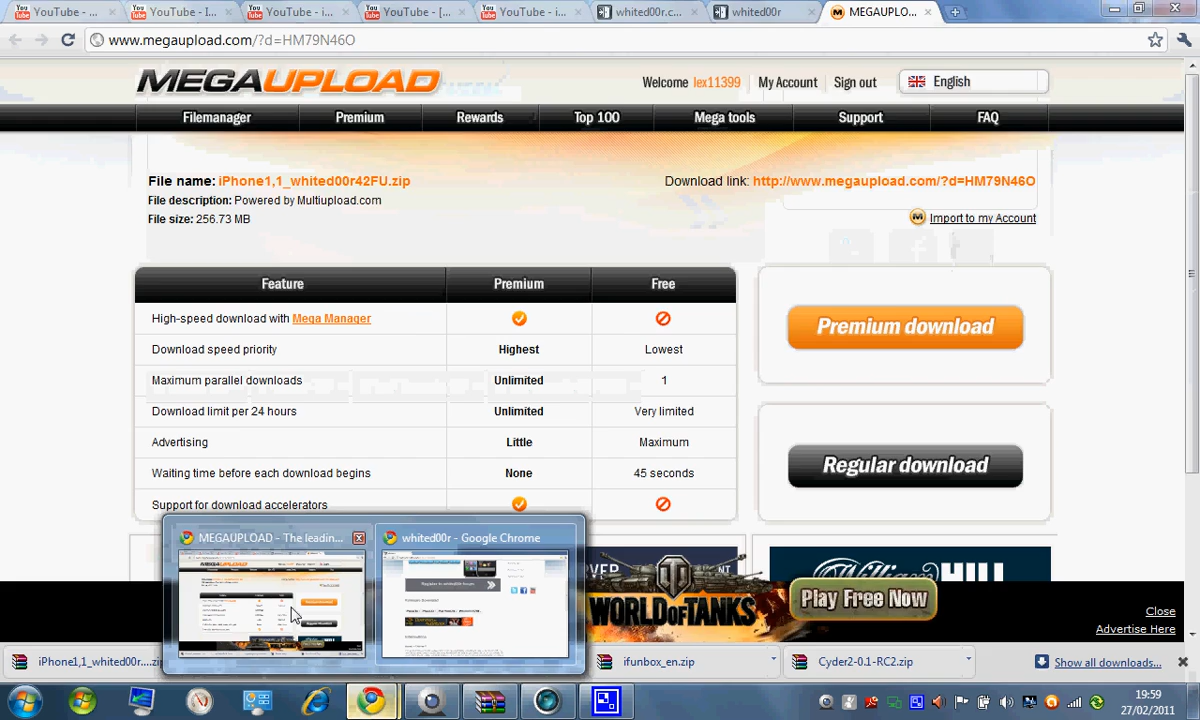 YouTube - ...
YouTube - I...
YouTube - i...
YouTube - [...
YouTube - i...
whited00r.c...
whited00r
MEGAUPLO...
www.megaupload.com/?d=HM79N46O
MEGAUPLOAD
Welcome lex11399
My Account
Sign out
English
Filemanager
Premium
Rewards
Top 100
Mega tools
Support
FAQ
File name: iPhone1,1_whited00r42FU.zip
Download link: http://www.megaupload.com/?d=HM79N46O
File description: Powered by Multiupload.com
File size: 256.73 MB
Import to my Account
Feature Premium Free
High-speed download with Mega Manager
Download speed priority Highest Lowest
Maximum parallel downloads Unlimited 1
Download limit per 24 hours Unlimited Very limited
Advertising Little Maximum
Waiting time before each download begins None 45 seconds
Support for download accelerators
Premium download
Regular download
MEGAUPLOAD - The leadin...
whited00r - Google Chrome
William HILL
WORLD OF TANKS
Play Free Now
Close
Advertise Here
iPhone1,1_whited00r....zip
ifunbox_en.zip
Cyder2-0.1-RC2.zip
Show all downloads...
19:59
27/02/2011